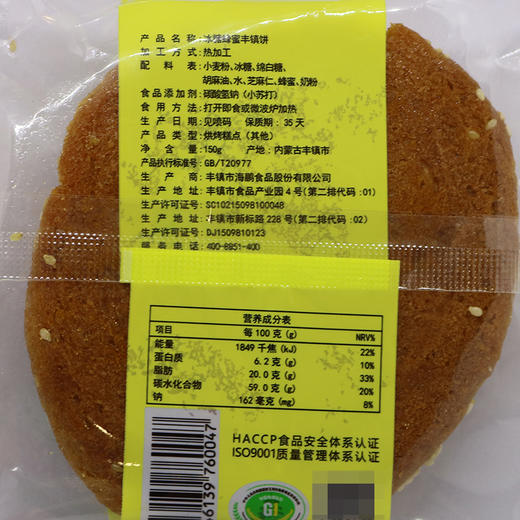 产品名称：冰糖蜂蜜丰镇饼
加工方式：热加工
配料表：小麦粉、冰糖、绵白糖、
胡麻油、水、芝麻仁、蜂蜜、奶粉
食品添加剂：碳酸氢钠（小苏打）
食用方法：打开即食或微波炉加热
生产日期：见喷码 保质期：35天
产品类型：烘烤糕点（其他）
净含量：150g 产地：内蒙古丰镇市
产品执行标准号：GB/T20977
生产商：丰镇市海鹏食品股份有限公司
生产地址：丰镇市食品产业园4号（第二排代码：01）
生产许可证号：SC10215098100048
生产地址：丰镇市新标路228号（第二排代码：02）
生产许可证号：DJ1509810123
服务电话：400-8851-400
营养成分表
项目 每100克(g) NRV%
能量 1849千焦(kJ) 22%
蛋白质 6.2克(g) 10%
脂肪 20.0克(g) 33%
碳水化合物 59.0克(g) 20%
钠 162毫克(mg) 8%
HACCP食品安全体系认证
ISO9001质量管理体系认证
6139760047
GI